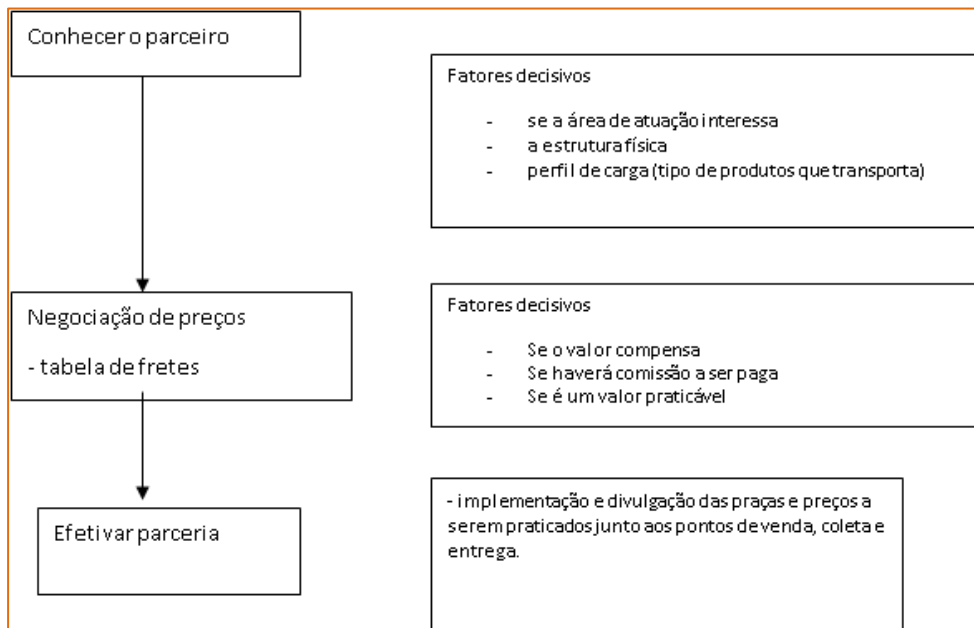 Conhecer o parceiro
Fatores decisivos
- se a área de atuação interessa
- a estrutura física
- perfil de carga (tipo de produtos que transporta)
Negociação de preços
- tabela de fretes
Fatores decisivos
- Se o valor compensa
- Se haverá comissão a ser paga
- Se é um valor praticável
Efetivar parceria
- implementação e divulgação das praças e preços a
serem praticados junto aos pontos de venda, coleta e
entrega.